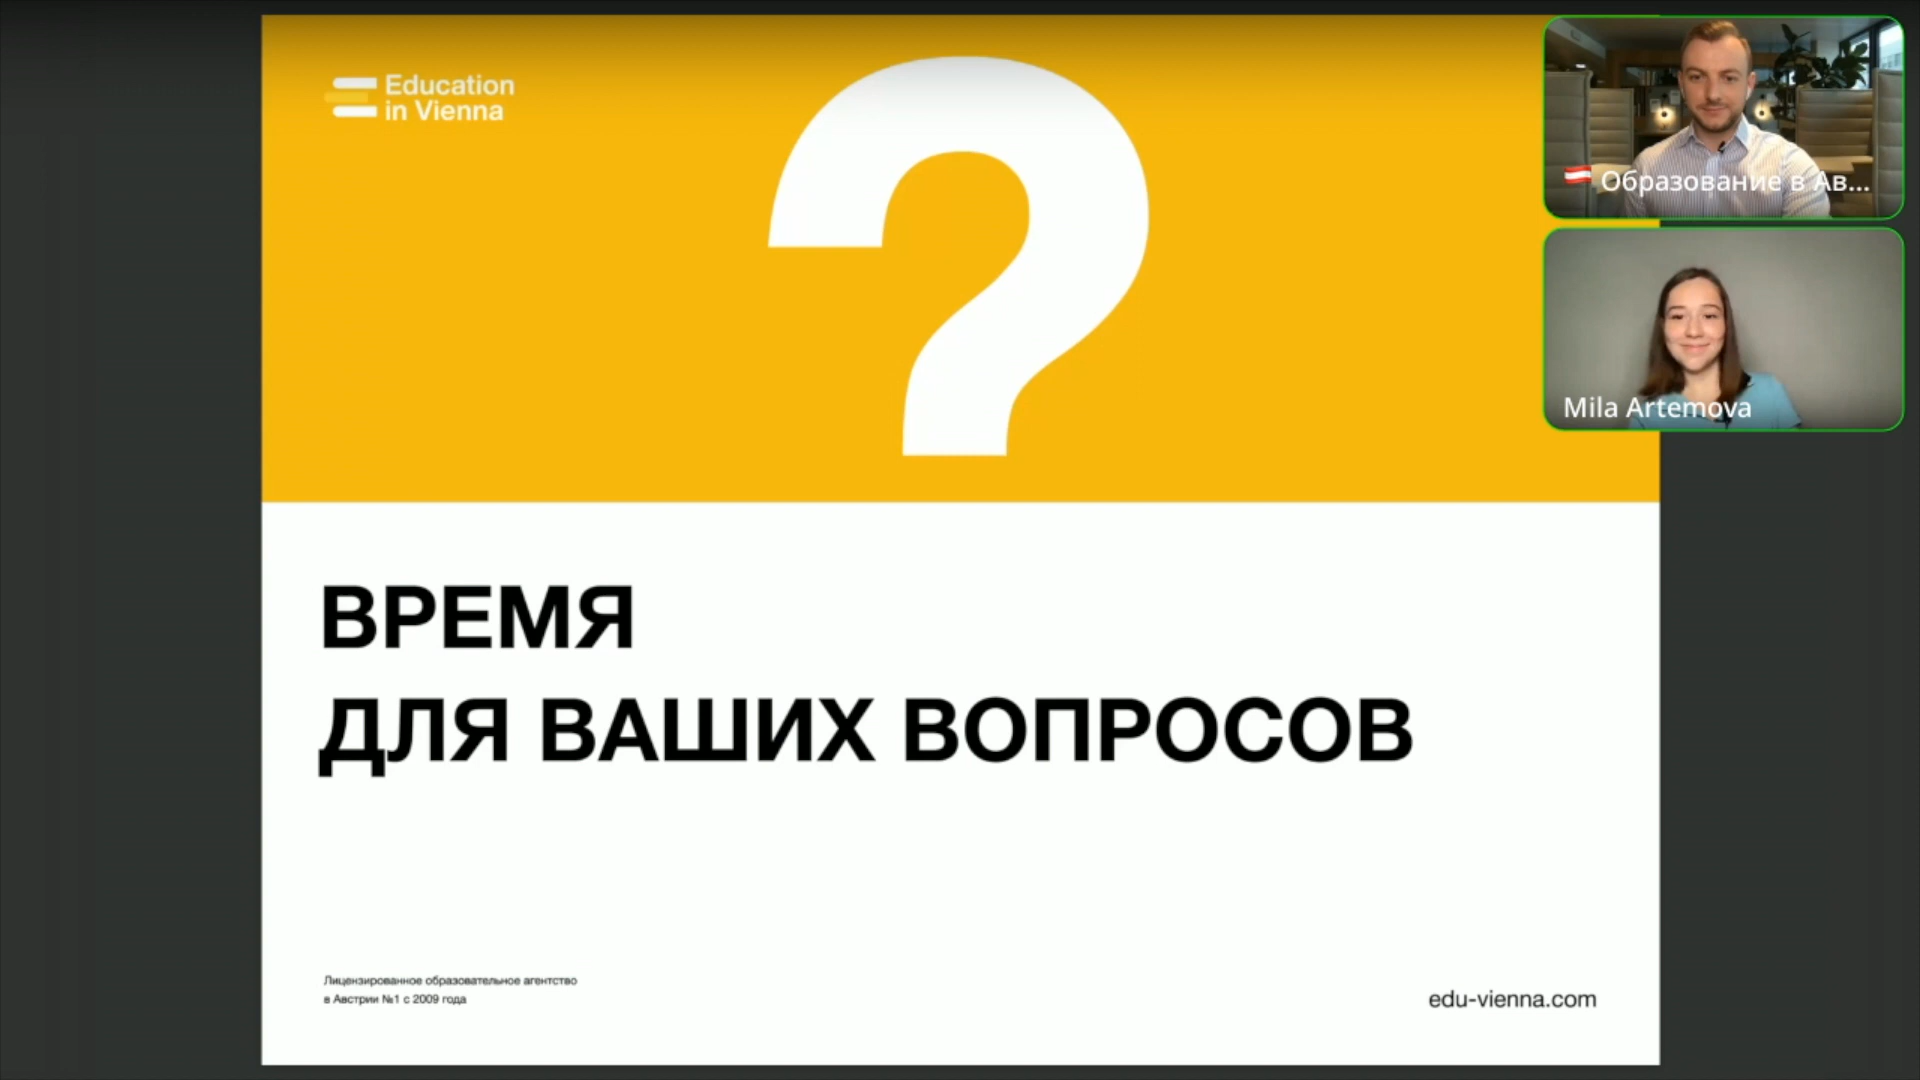 Education
in Vienna
Образование в Ав...
Mila Artemova
?
ВРЕМЯ
ДЛЯ ВАШИХ ВОПРОСОВ
Лицензированное образовательное агентство
в Австрии №1 с 2009 года
edu-vienna.com